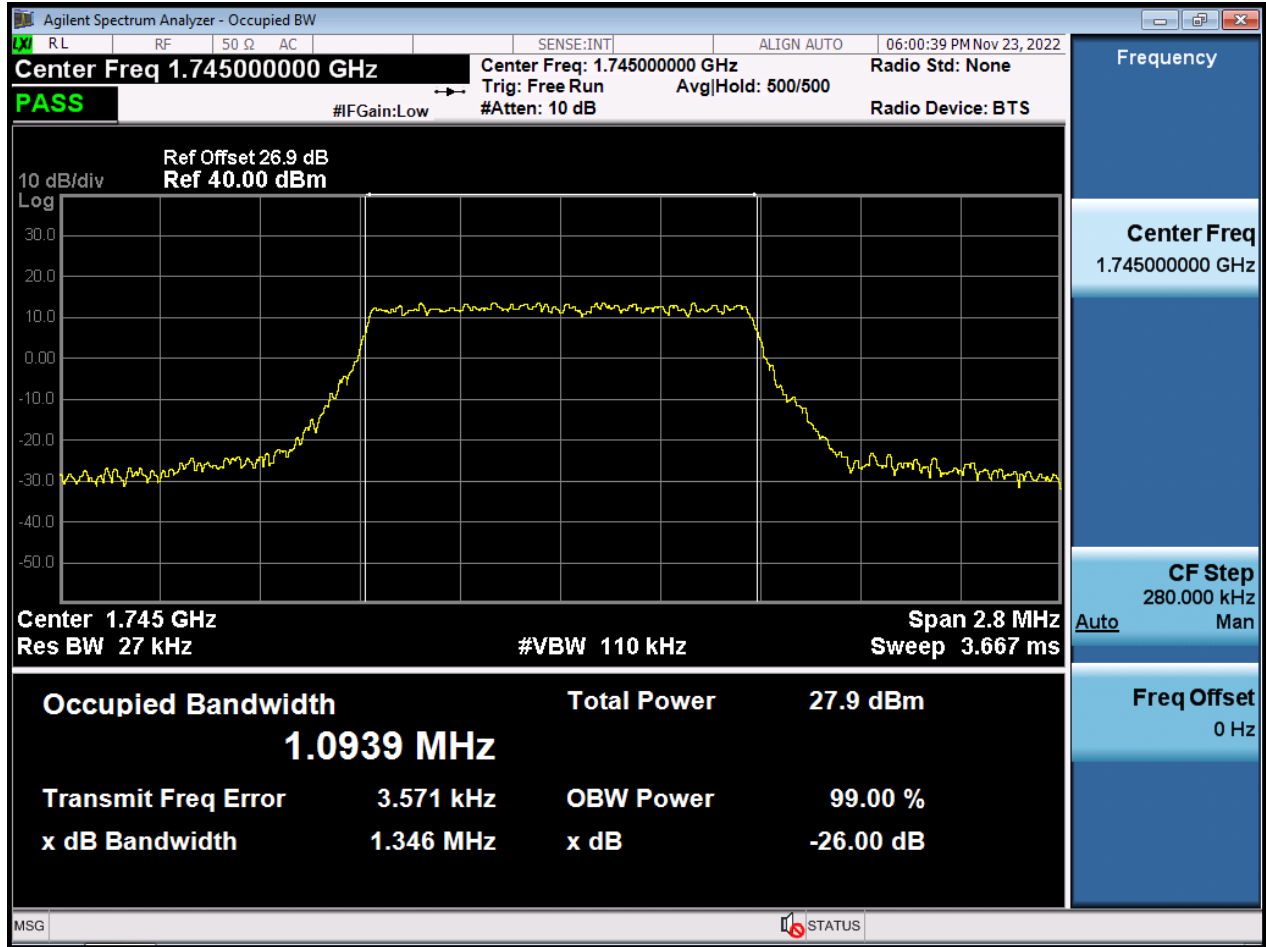 Agilent Spectrum Analyzer - Occupied BW
LXI RL RF 50 Ω AC SENSE:INT ALIGN AUTO 06:00:39 PM Nov 23, 2022
Center Freq 1.745000000 GHz
Center Freq: 1.745000000 GHz Radio Std: None
Trig: Free Run Avg|Hold: 500/500
PASS #IFGain:Low #Atten: 10 dB Radio Device: BTS
Ref Offset 26.9 dB
10 dB/div Ref 40.00 dBm
Log
30.0
20.0
10.0
0.00
-10.0
-20.0
-30.0
-40.0
-50.0
Center 1.745 GHz Span 2.8 MHz
Res BW 27 kHz #VBW 110 kHz Sweep 3.667 ms
Occupied Bandwidth Total Power 27.9 dBm
1.0939 MHz
Transmit Freq Error 3.571 kHz OBW Power 99.00 %
x dB Bandwidth 1.346 MHz x dB -26.00 dB
MSG STATUS
Frequency
Center Freq
1.745000000 GHz
CF Step
280.000 kHz
Auto Man
Freq Offset
0 Hz